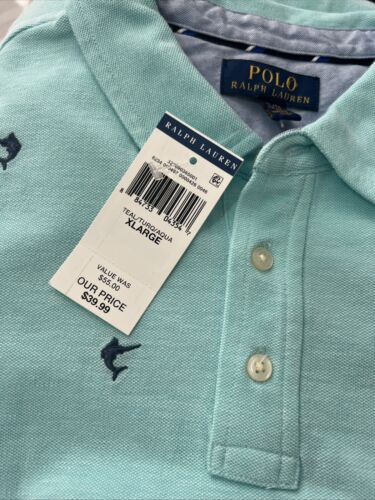 POLO
RALPH LAUREN
RALPH LAUREN
TEAL/TURQ/AQUA
XLARGE
VALUE WAS
$55.00
OUR PRICE
$39.99